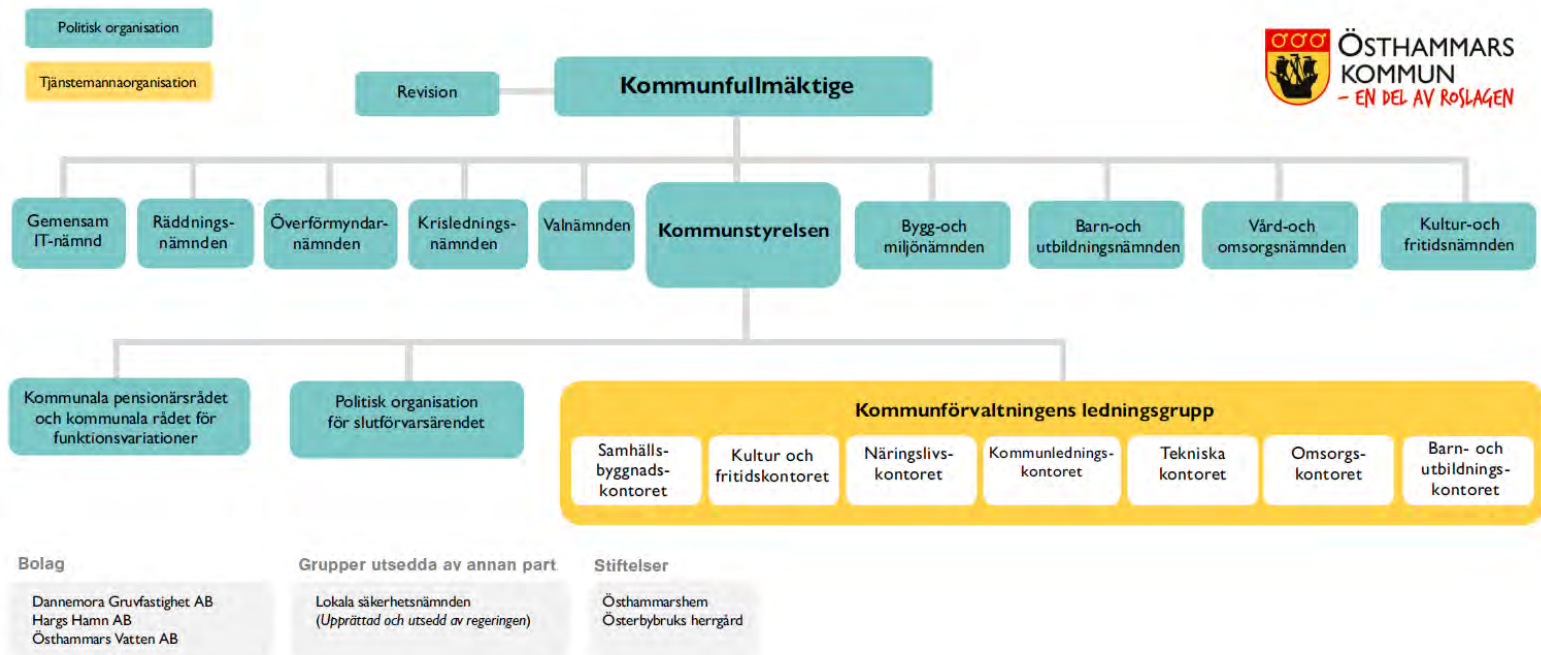 Politisk organisation
Tjänstemannaorganisation
Revision
Kommunfullmäktige
ÖSTHAMMARS
KOMMUN
– EN DEL AV ROSLAGEN
Gemensam
IT-nämnd
Räddnings-
nämnden
Överförmyndar-
nämnden
Krislednings-
nämnden
Valnämnden
Kommunstyrelsen
Bygg-och
miljönämnden
Barn-och
utbildningsnämnden
Vård-och
omsorgsnämnden
Kultur-och
fritidsnämnden
Kommunala pensionärsrådet
och kommunala rådet för
funktionsvariationer
Politisk organisation
för slutförvarsärendet
Kommunförvaltningens ledningsgrupp
Samhälls-
byggnads-
kontoret
Kultur och
fritidskontoret
Näringslivs-
kontoret
Kommunlednings-
kontoret
Tekniska
kontoret
Omsorgs-
kontoret
Barn- och
utbildnings-
kontoret
Bolag
Dannemora Gruvfastighet AB
Hargs Hamn AB
Östhammars Vatten AB
Grupper utsedda av annan part
Lokala säkerhetsnämnden
(Upprättad och utsedd av regeringen)
Stiftelser
Östhammarshem
Österbybruks herrgård